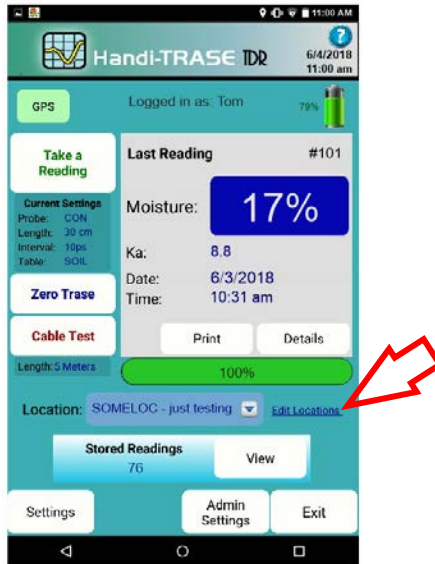 11:00 AM
Handi-TRASE TDR
6/4/2018
11:00 am
GPS
Logged in as: Tom
79%
Take a
Reading
Last Reading #101
Current Settings
Probe: CON
Length: 30 cm
Interval: 10ps
Table: SOIL
Moisture: 17%
Ka: 8.8
Date: 6/3/2018
Time: 10:31 am
Zero Trase
Cable Test
Print Details
Length: 5 Meters
100%
Location: SOMELOC - just testing Edit Locations
Stored Readings
76
View
Settings
Admin
Settings
Exit